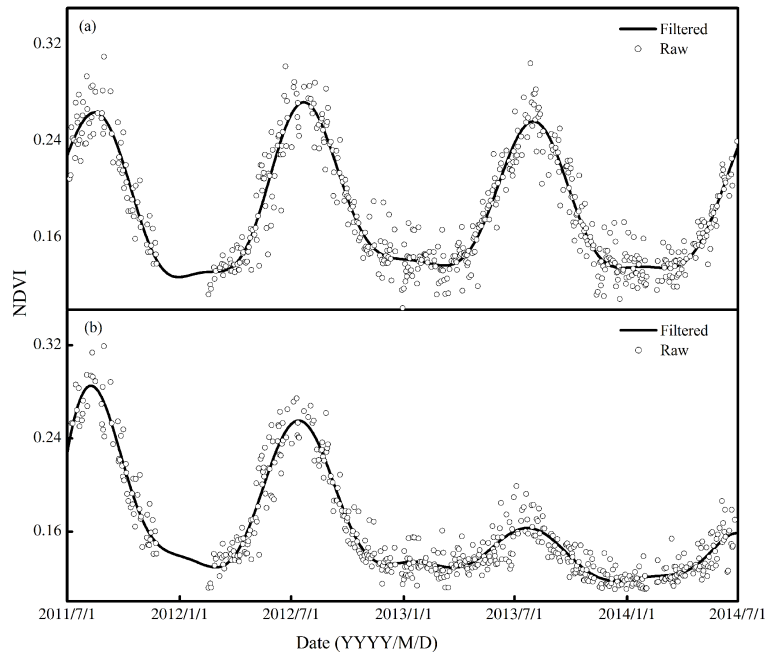 (a)
Filtered
Raw
0.32
0.24
0.16
NDVI
(b)
Filtered
Raw
0.32
0.24
0.16
2011/7/1 2012/1/1 2012/7/1 2013/1/1 2013/7/1 2014/1/1 2014/7/1
Date (YYYY/M/D)